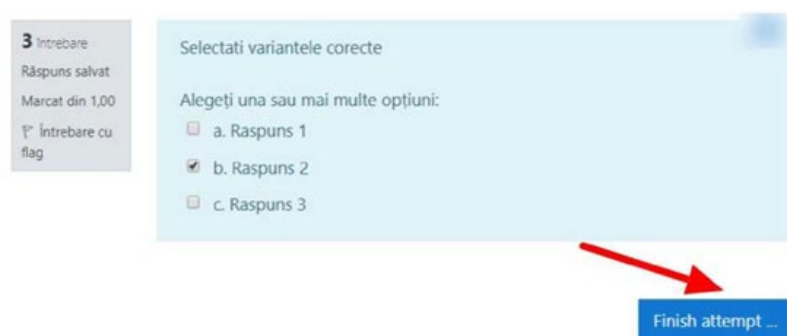 3 Întrebare
Răspuns salvat
Marcat din 1,00
Întrebare cu
flag
Selectati variantele corecte
Alegeți una sau mai multe opțiuni:
a. Raspuns 1
b. Raspuns 2
c. Raspuns 3
Finish attempt ...